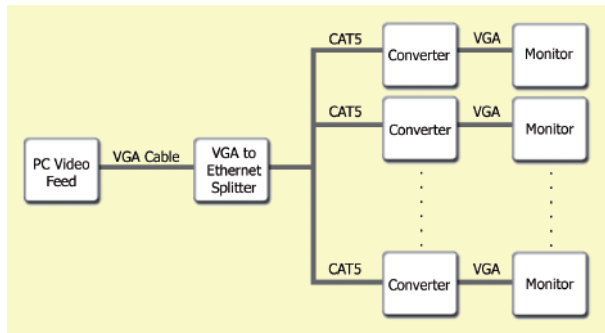 CAT5
Converter
VGA
Monitor
CAT5
Converter
VGA
Monitor
PC Video
Feed
VGA Cable
VGA to
Ethernet
Splitter
CAT5
Converter
VGA
Monitor